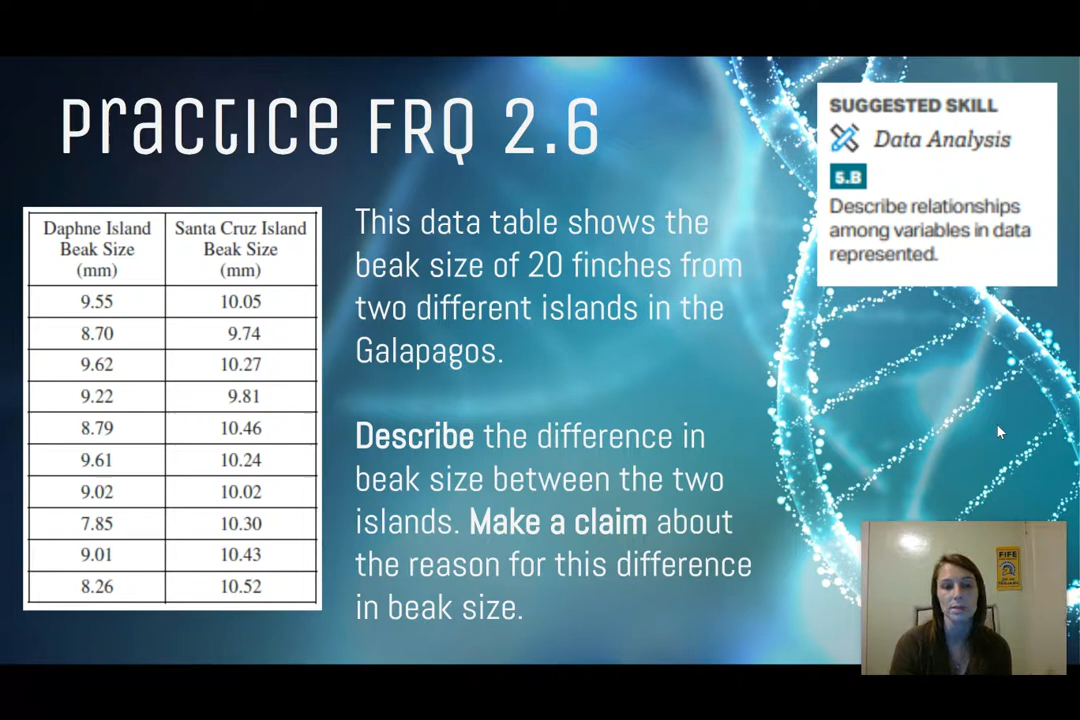 Practice FRQ 2.6
SUGGESTED SKILL
Data Analysis
5.B
Describe relationships
among variables in data
represented.
Daphne Island Beak Size (mm) Santa Cruz Island Beak Size (mm)
9.55 10.05
8.70 9.74
9.62 10.27
9.22 9.81
8.79 10.46
9.61 10.24
9.02 10.02
7.85 10.30
9.01 10.43
8.26 10.52
This data table shows the
beak size of 20 finches from
two different islands in the
Galapagos.
Describe the difference in
beak size between the two
islands. Make a claim about
the reason for this difference
in beak size.
FIFE